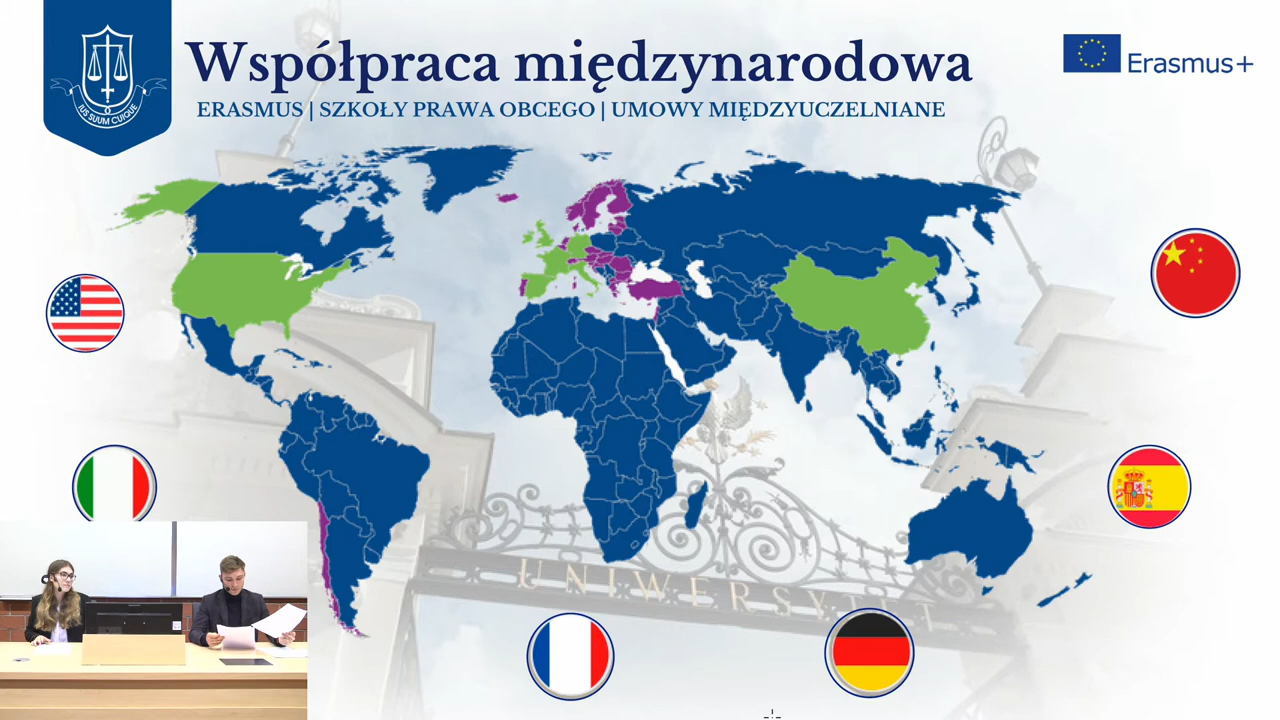 Współpraca międzynarodowa
ERASMUS | SZKOŁY PRAWA OBCEGO | UMOWY MIĘDZYUCZELNIANE
IUS SUUM CUIQUE
Erasmus+
UNIWERSYTET